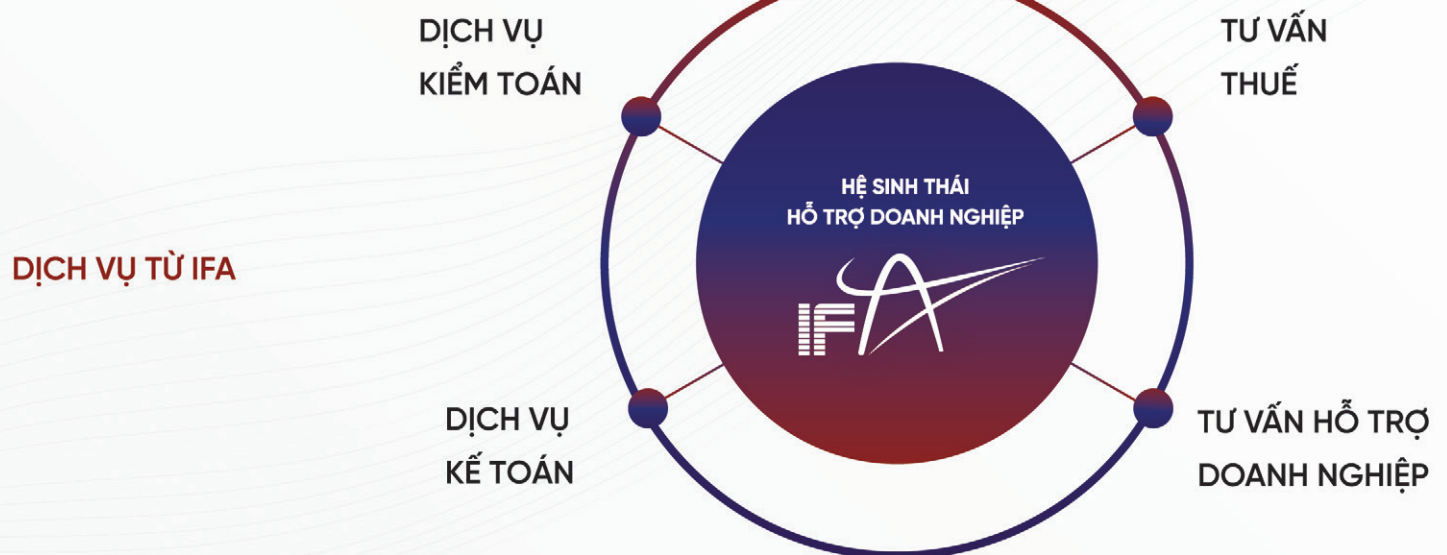 DỊCH VỤ
KIỂM TOÁN
TƯ VẤN
THUẾ
HỆ SINH THÁI
HỖ TRỢ DOANH NGHIỆP
IFA
DỊCH VỤ TỪ IFA
DỊCH VỤ
KẾ TOÁN
TƯ VẤN HỖ TRỢ
DOANH NGHIỆP